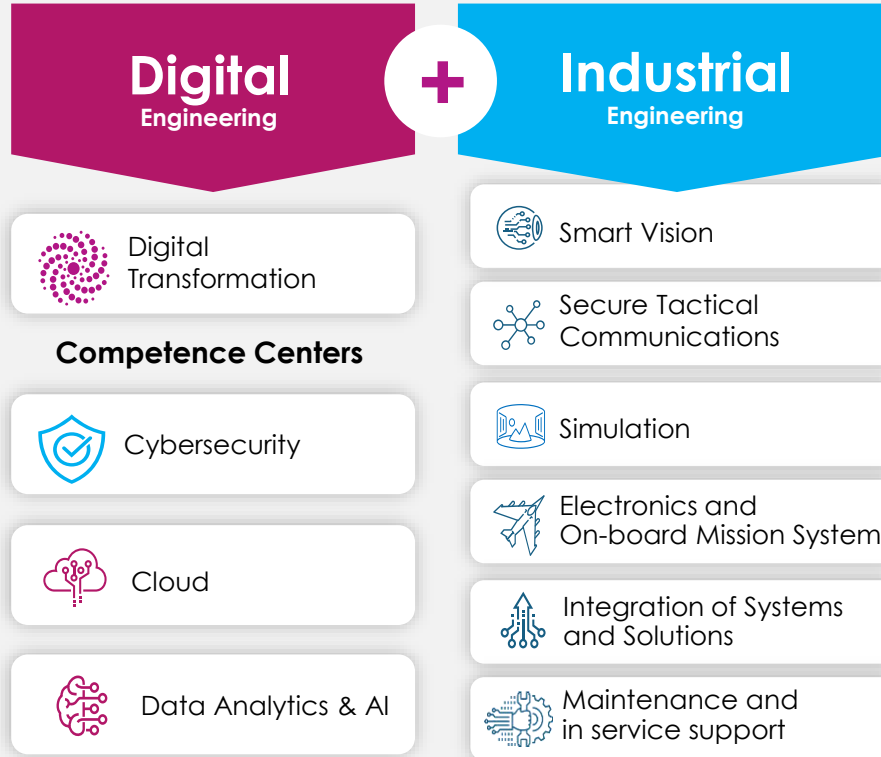 Digital
Engineering
+
Industrial
Engineering
Digital
Transformation
Competence Centers
Cybersecurity
Cloud
Data Analytics & AI
Smart Vision
Secure Tactical
Communications
Simulation
Electronics and
On-board Mission System
Integration of Systems
and Solutions
Maintenance and
in service support